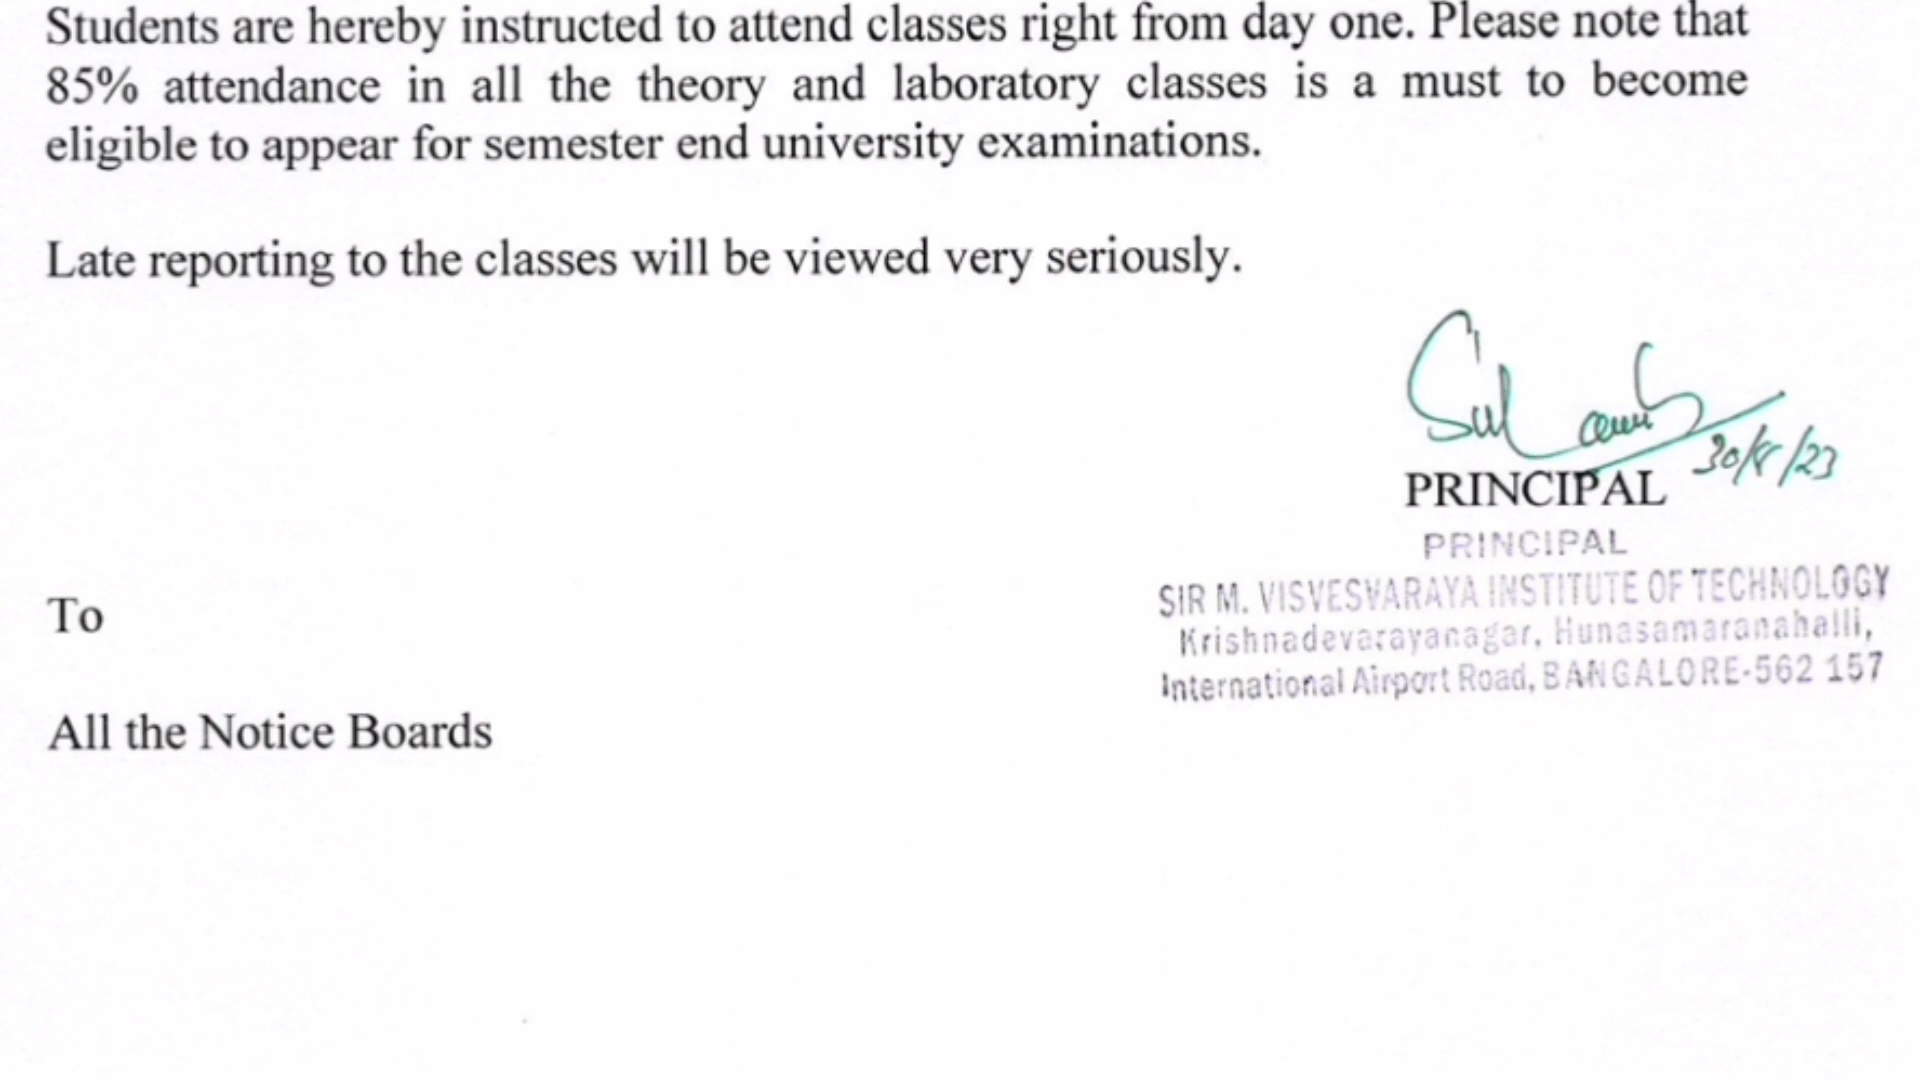 Students are hereby instructed to attend classes right from day one. Please note that
85% attendance in all the theory and laboratory classes is a must to become
eligible to appear for semester end university examinations.
Late reporting to the classes will be viewed very seriously.
30/8/23
PRINCIPAL
PRINCIPAL
SIR M. VISVESVARAYA INSTITUTE OF TECHNOLOGY
Krishnadevarayanagar, Hunasamaranahalli,
International Airport Road, BANGALORE-562 157
To
All the Notice Boards